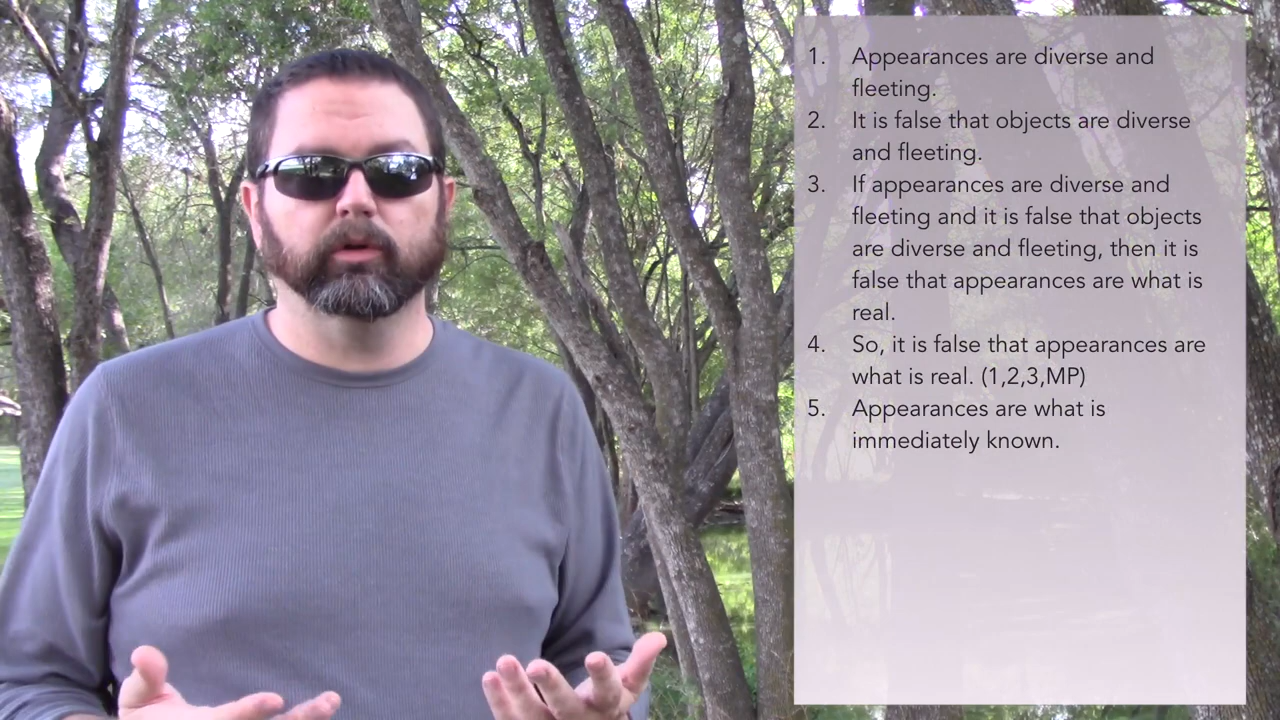 1. Appearances are diverse and
fleeting.
2. It is false that objects are diverse
and fleeting.
3. If appearances are diverse and
fleeting and it is false that objects
are diverse and fleeting, then it is
false that appearances are what is
real.
4. So, it is false that appearances are
what is real. (1,2,3,MP)
5. Appearances are what is
immediately known.